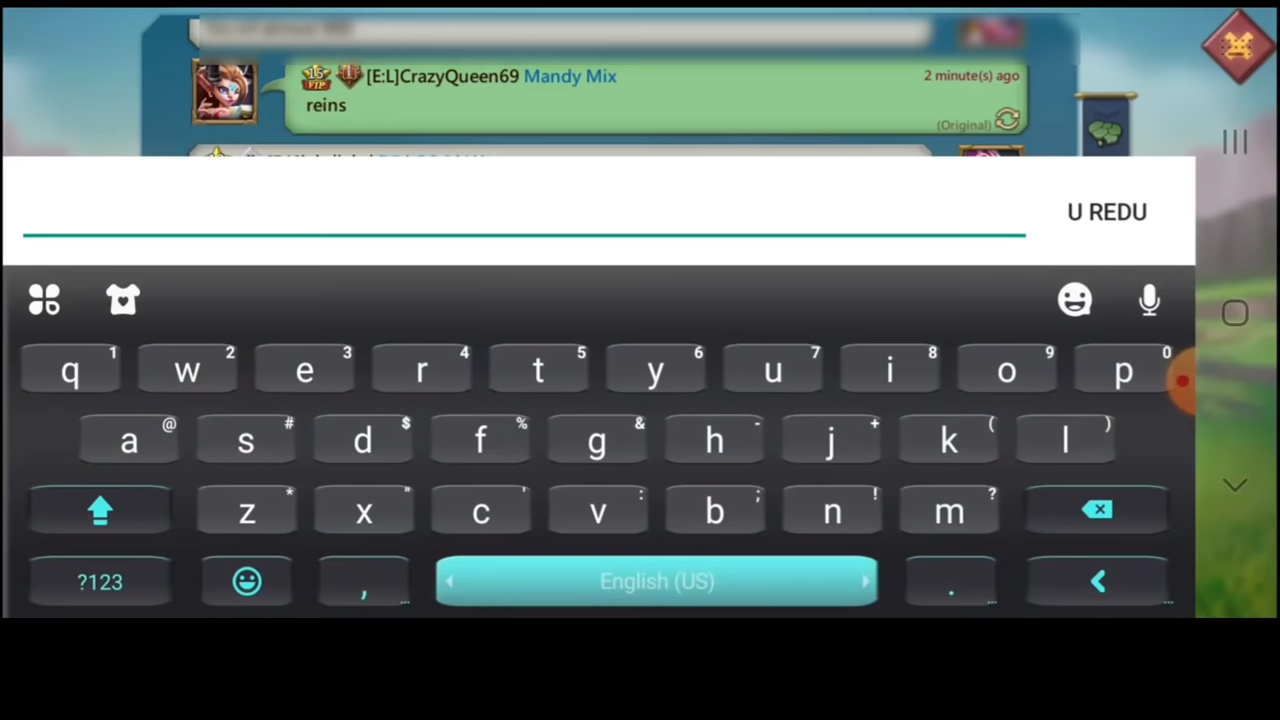 15 VIP [E:L]CrazyQueen69 Mandy Mix 2 minute(s) ago
reins
(Original)
U REDU
q 1 w 2 e 3 r 4 t 5 y 6 u 7 i 8 o 9 p 0
a @ s # d $ f % g & h - j + k ( l )
z * x " c ' v : b ; n ! m ?
?123 , ... English (US) . ... ...